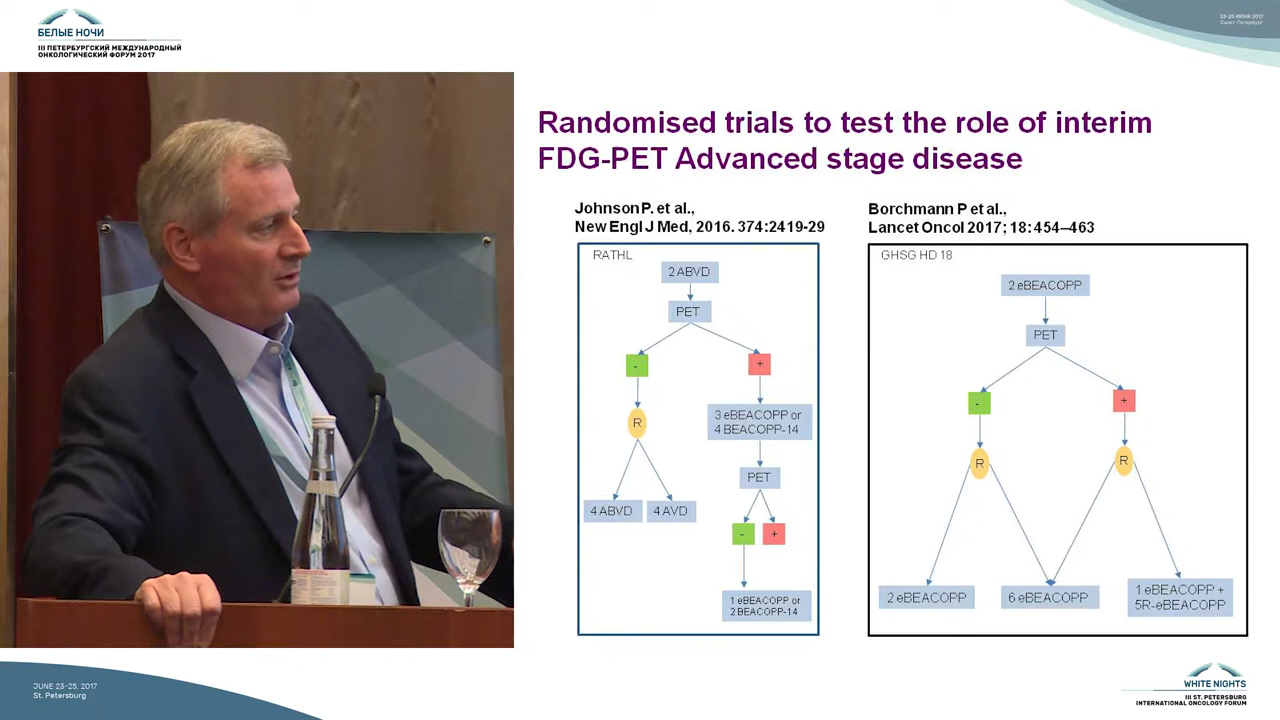 БЕЛЫЕ НОЧИ
III ПЕТЕРБУРГСКИЙ МЕЖДУНАРОДНЫЙ
ОНКОЛОГИЧЕСКИЙ ФОРУМ 2017
23-25 ИЮНЯ 2017
Санкт-Петербург
Randomised trials to test the role of interim
FDG-PET Advanced stage disease
Johnson P. et al.,
New Engl J Med, 2016. 374:2419-29
RATHL
2 ABVD
PET
-
+
R
3 eBEACOPP or
4 BEACOPP-14
PET
4 ABVD
4 AVD
-
+
1 eBEACOPP or
2 BEACOPP-14
Borchmann P et al.,
Lancet Oncol 2017; 18: 454–463
GHSG HD 18
2 eBEACOPP
PET
-
+
R
R
2 eBEACOPP
6 eBEACOPP
1 eBEACOPP +
5R-eBEACOPP
JUNE 23-25, 2017
St. Petersburg
WHITE NIGHTS
III ST. PETERSBURG
INTERNATIONAL ONCOLOGY FORUM